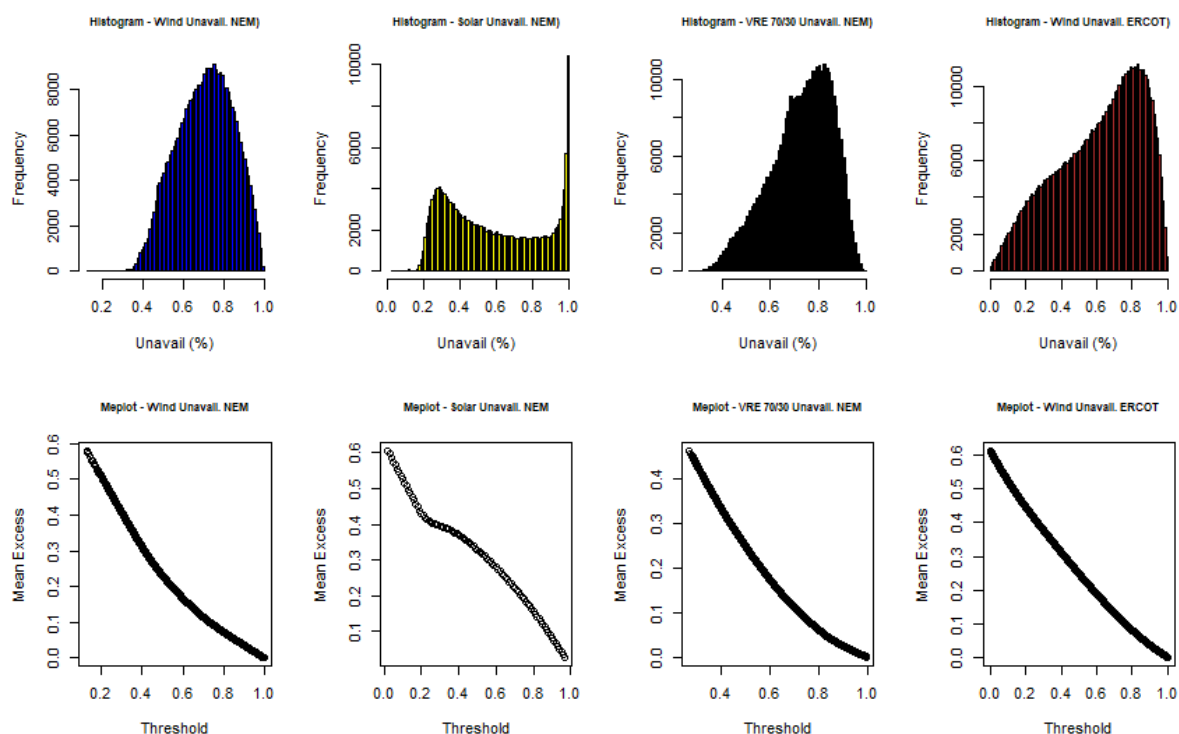 Histogram - Wind Unavail. NEM)
Frequency
0 2000 4000 6000 8000
0.2 0.4 0.6 0.8 1.0
Unavail (%)
Histogram - Solar Unavail. NEM)
Frequency
0 2000 6000 10000
0.0 0.2 0.4 0.6 0.8 1.0
Unavail (%)
Histogram - VRE 70/30 Unavail. NEM)
Frequency
0 2000 6000 10000
0.4 0.6 0.8 1.0
Unavail (%)
Histogram - Wind Unavail. ERCOT)
Frequency
0 2000 6000 10000
0.0 0.2 0.4 0.6 0.8 1.0
Unavail (%)
Meplot - Wind Unavail. NEM
Mean Excess
0.0 0.1 0.2 0.3 0.4 0.5 0.6
0.2 0.4 0.6 0.8 1.0
Threshold
Meplot - Solar Unavail. NEM
Mean Excess
0.1 0.2 0.3 0.4 0.5 0.6
0.0 0.2 0.4 0.6 0.8 1.0
Threshold
Meplot - VRE 70/30 Unavail. NEM
Mean Excess
0.0 0.1 0.2 0.3 0.4
0.4 0.6 0.8 1.0
Threshold
Meplot - Wind Unavail. ERCOT
Mean Excess
0.0 0.1 0.2 0.3 0.4 0.5 0.6
0.0 0.2 0.4 0.6 0.8 1.0
Threshold